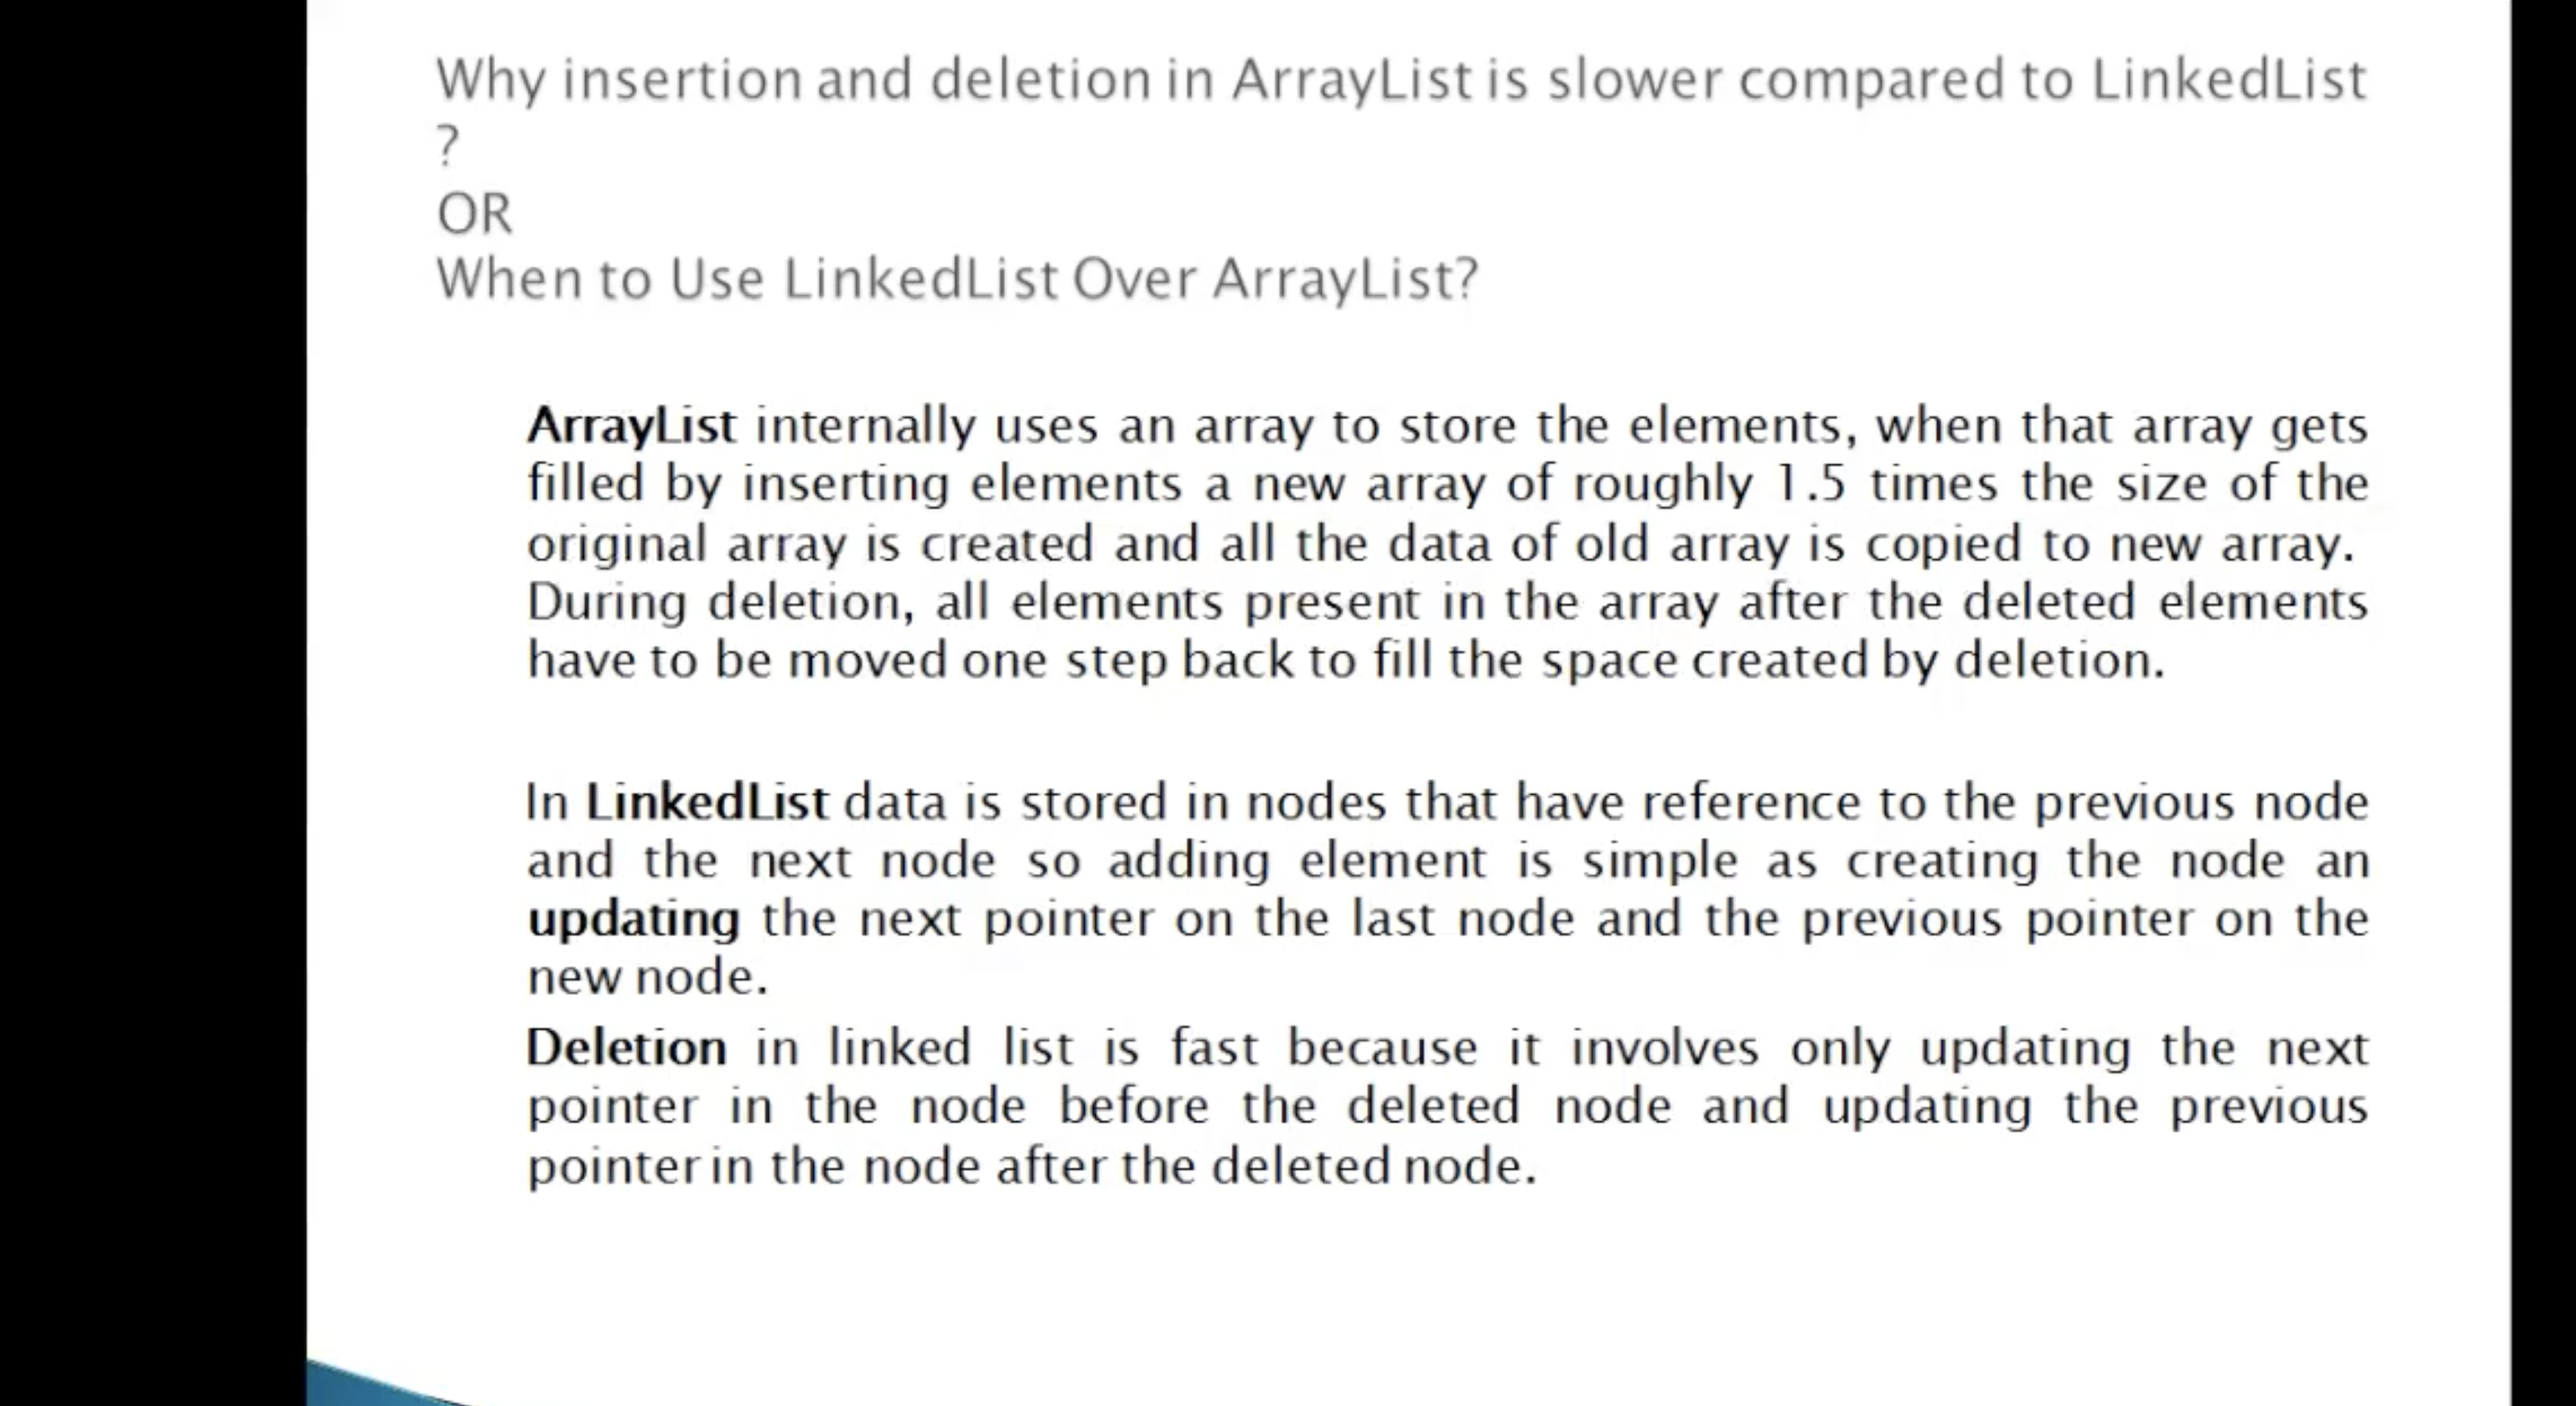 Why insertion and deletion in ArrayList is slower compared to LinkedList
?
OR
When to Use LinkedList Over ArrayList?
ArrayList internally uses an array to store the elements, when that array gets
filled by inserting elements a new array of roughly 1.5 times the size of the
original array is created and all the data of old array is copied to new array.
During deletion, all elements present in the array after the deleted elements
have to be moved one step back to fill the space created by deletion.
In LinkedList data is stored in nodes that have reference to the previous node
and the next node so adding element is simple as creating the node an
updating the next pointer on the last node and the previous pointer on the
new node.
Deletion in linked list is fast because it involves only updating the next
pointer in the node before the deleted node and updating the previous
pointer in the node after the deleted node.